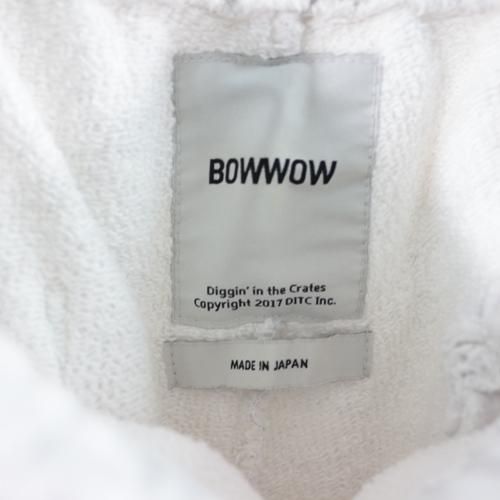 BOWWOW
Diggin' in the Crates
Copyright 2017 DITC Inc.
MADE IN JAPAN